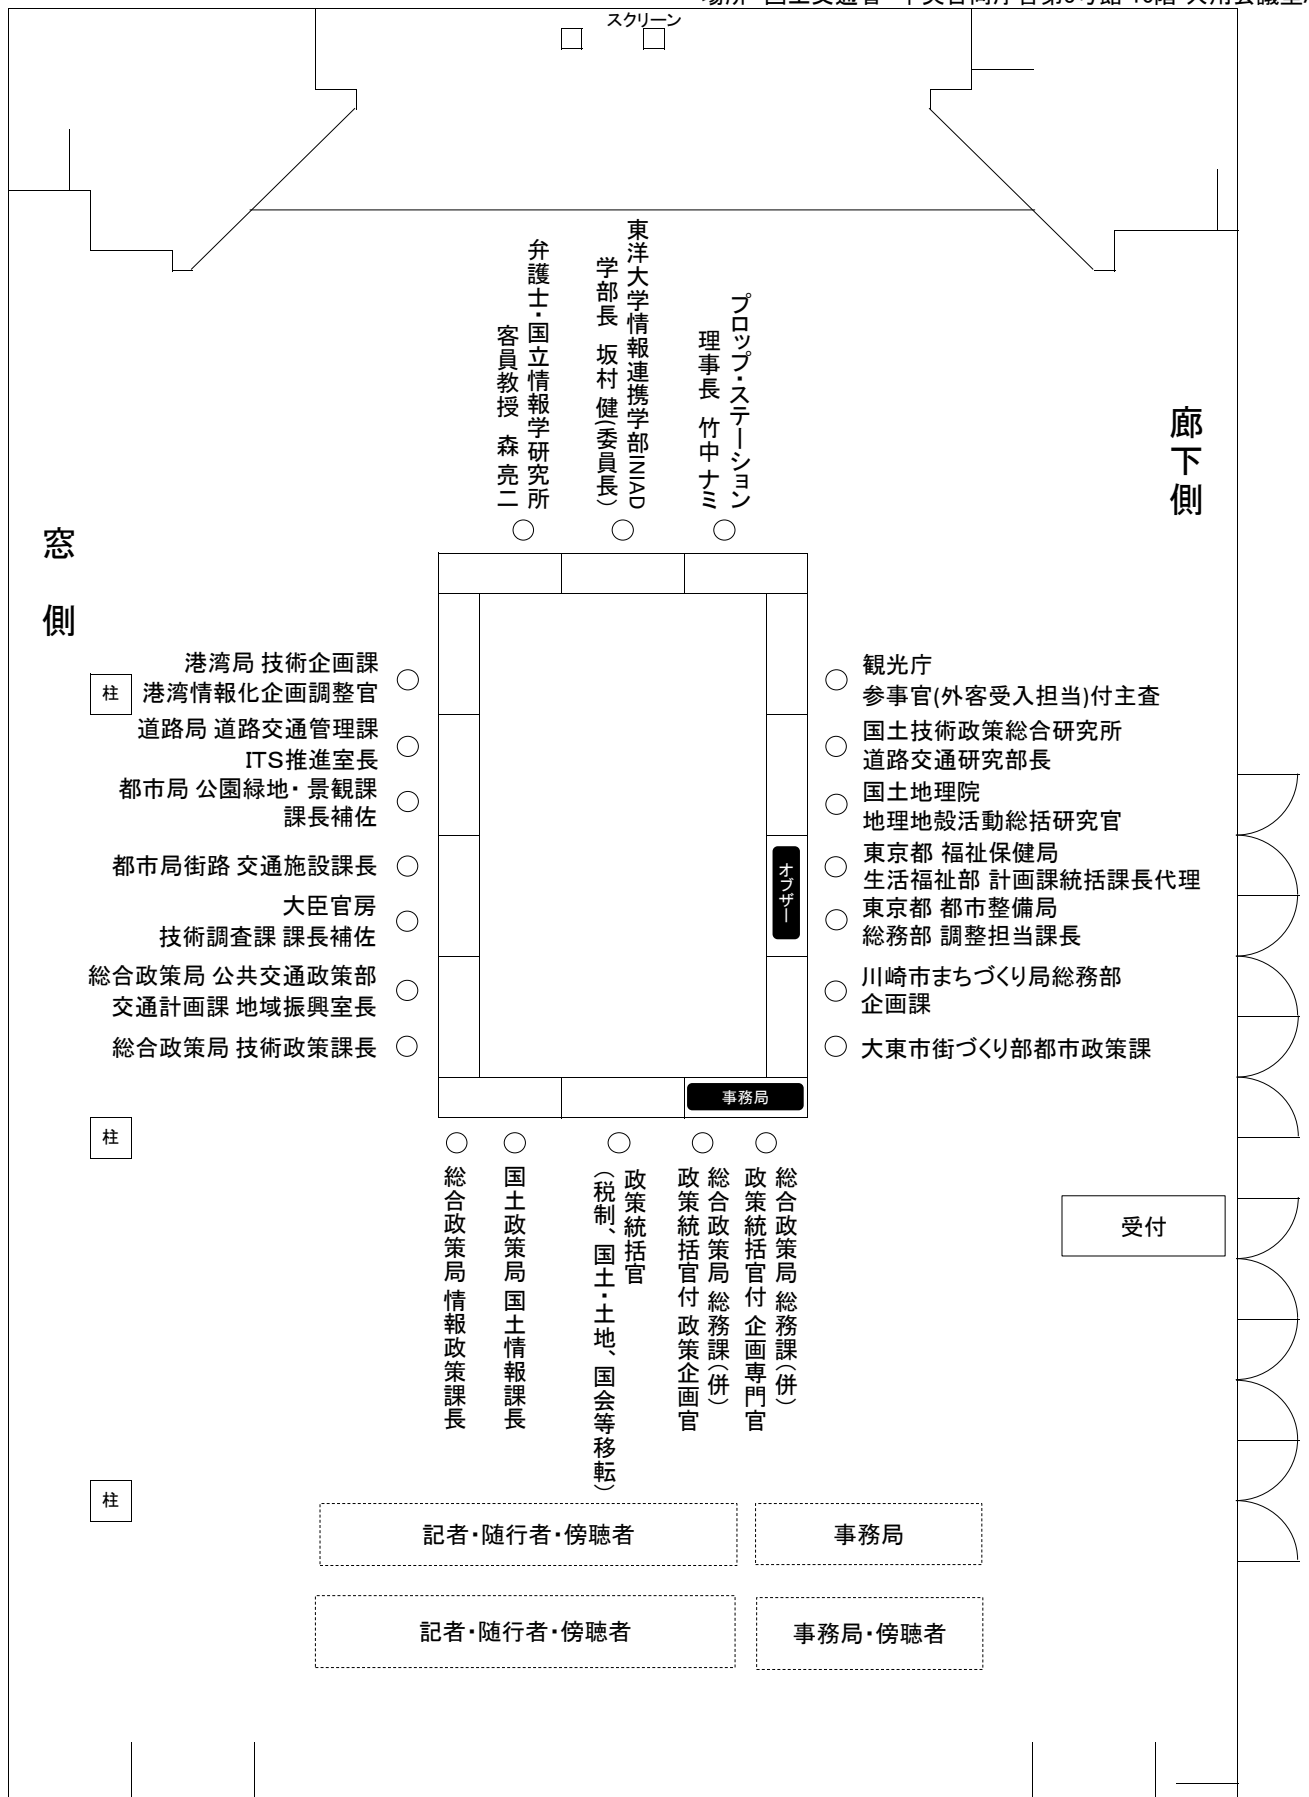 スクリーン
弁護士・国立情報学研究所
客員教授 森 亮二
東洋大学情報連携学部INIAD
学部長 坂村 健(委員長)
プロップ・ステーション
理事長 竹中 ナミ
廊下側
窓側
港湾局 技術企画課
港湾情報化企画調整官
柱
道路局 道路交通管理課
ITS推進室長
都市局 公園緑地・景観課
課長補佐
都市局街路 交通施設課長
大臣官房
技術調査課 課長補佐
総合政策局 公共交通政策部
交通計画課 地域振興室長
総合政策局 技術政策課長
観光庁
参事官(外客受入担当)付主査
国土技術政策総合研究所
道路交通研究部長
国土地理院
地理地殻活動総括研究官
東京都 福祉保健局
生活福祉部 計画課統括課長代理
東京都 都市整備局
総務部 調整担当課長
川崎市まちづくり局総務部
企画課
大東市街づくり部都市政策課
オブザー
事務局
柱
総合政策局 情報政策課長
国土政策局 国土情報課長
政策統括官
(税制、国土・土地、国会等移転)
総合政策局 総務課(併)
政策統括官付 政策企画官
総合政策局 総務課(併)
政策統括官付 企画専門官
受付
柱
記者・随行者・傍聴者
事務局
記者・随行者・傍聴者
事務局・傍聴者